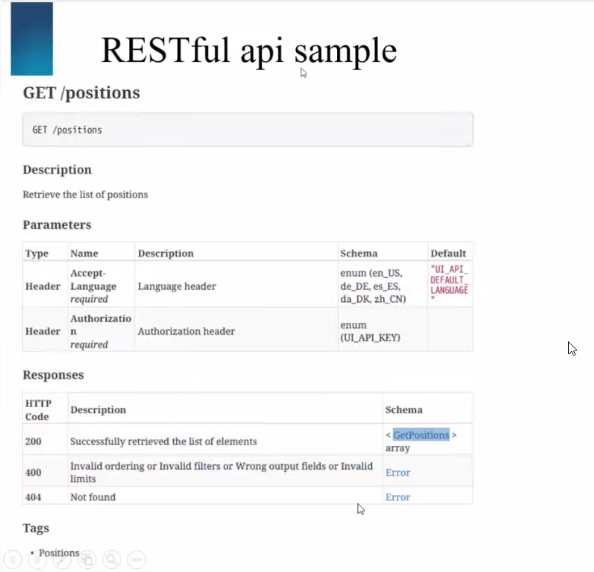 RESTful api sample
GET /positions
GET /positions
Description
Retrieve the list of positions
Parameters
Type Name Description Schema Default
Header Accept-Language required Language header enum (en_US, de_DE, es_ES, da_DK, zh_CN) "UI_API_DEFAULT_LANGUAGE"
Header Authorization required Authorization header enum (UI_API_KEY)
Responses
HTTP Code Description Schema
200 Successfully retrieved the list of elements < GetPositions > array
400 Invalid ordering or Invalid filters or Wrong output fields or Invalid limits Error
404 Not found Error
Tags
• Positions